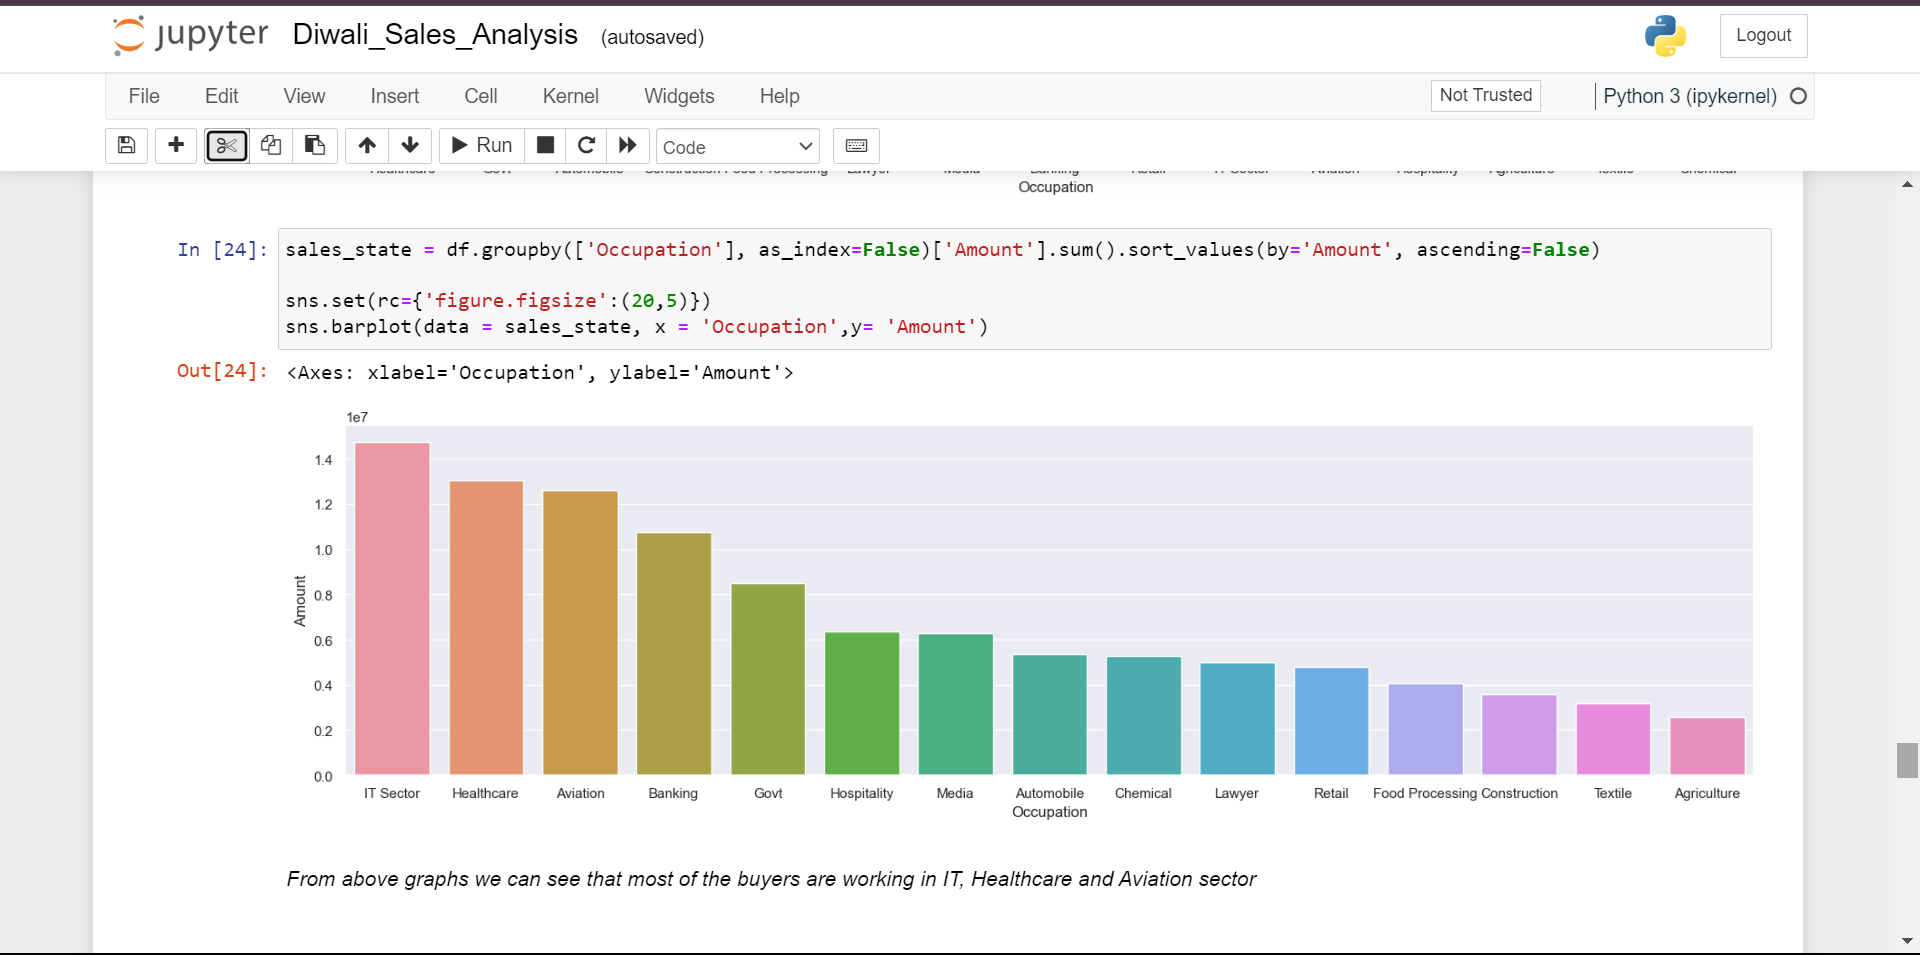 jupyter Diwali_Sales_Analysis (autosaved) Logout
File Edit View Insert Cell Kernel Widgets Help Not Trusted Python 3 (ipykernel)
Run Code
Occupation
In [24]: sales_state = df.groupby(['Occupation'], as_index=False)['Amount'].sum().sort_values(by='Amount', ascending=False)
sns.set(rc={'figure.figsize':(20,5)})
sns.barplot(data = sales_state, x = 'Occupation',y= 'Amount')
Out[24]: <Axes: xlabel='Occupation', ylabel='Amount'>
1e7
1.4
1.2
1.0
0.8
0.6
0.4
0.2
0.0
Amount
IT Sector Healthcare Aviation Banking Govt Hospitality Media Automobile Chemical Lawyer Retail Food Processing Construction Textile Agriculture
Occupation
From above graphs we can see that most of the buyers are working in IT, Healthcare and Aviation sector